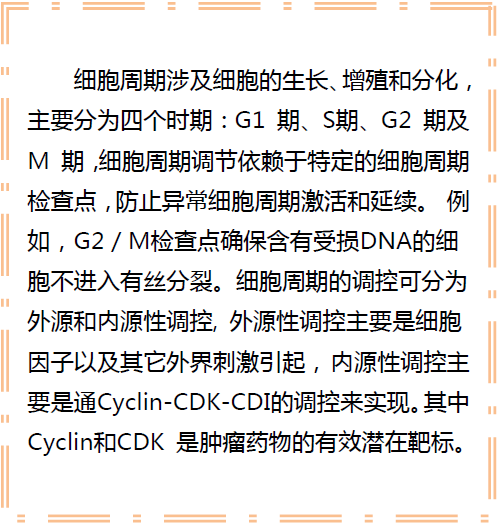 细胞周期涉及细胞的生长、增殖和分化，
主要分为四个时期：G1 期、S期、G2 期及
M 期，细胞周期调节依赖于特定的细胞周期
检查点，防止异常细胞周期激活和延续。 例
如，G2／M检查点确保含有受损DNA的细
胞不进入有丝分裂。细胞周期的调控可分为
外源和内源性调控, 外源性调控主要是细胞
因子以及其它外界刺激引起，内源性调控主
要是通Cyclin-CDK-CDI的调控来实现。其中
Cyclin和CDK 是肿瘤药物的有效潜在靶标。